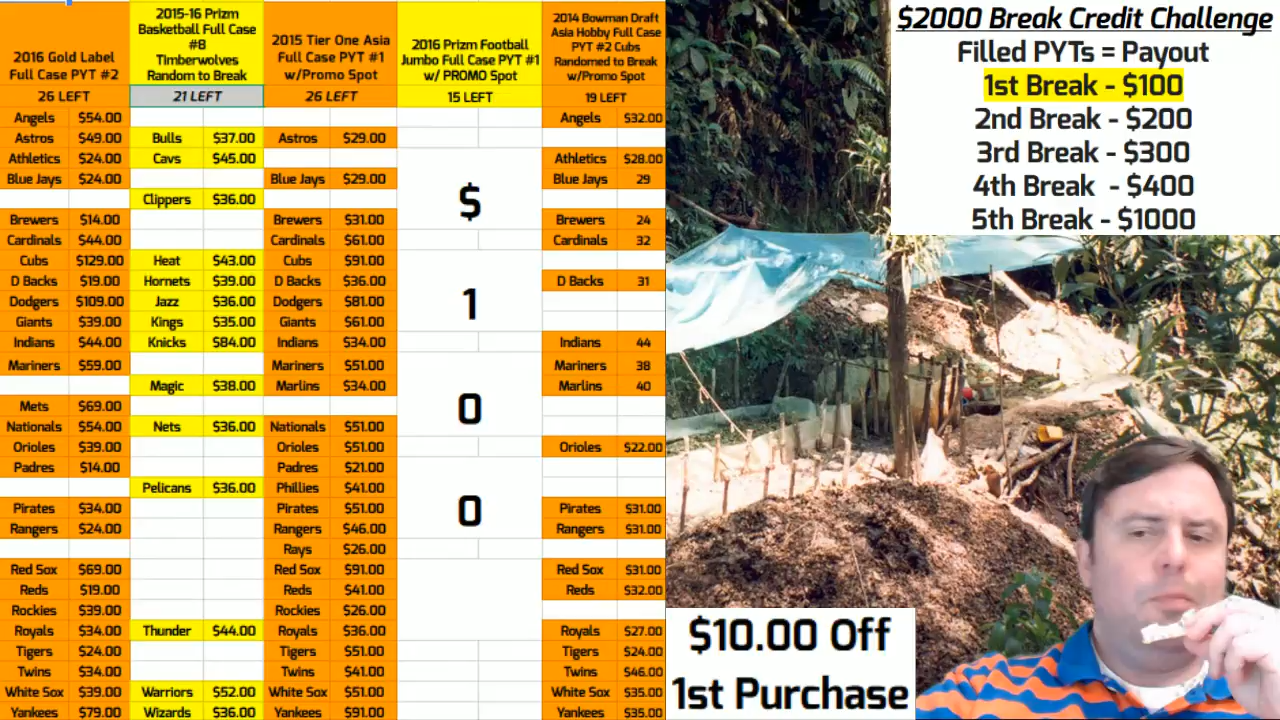 2016 Gold Label
Full Case PYT #2
26 LEFT
Angels $54.00
Astros $49.00
Athletics $24.00
Blue Jays $24.00
Brewers $14.00
Cardinals $44.00
Cubs $129.00
D Backs $19.00
Dodgers $109.00
Giants $39.00
Indians $44.00
Mariners $59.00
Mets $69.00
Nationals $54.00
Orioles $39.00
Padres $14.00
Pirates $34.00
Rangers $24.00
Red Sox $69.00
Reds $19.00
Rockies $39.00
Royals $34.00
Tigers $24.00
Twins $34.00
White Sox $39.00
Yankees $79.00
2015-16 Prizm
Basketball Full Case
#8
Timberwolves
Random to Break
21 LEFT
Bulls $37.00
Cavs $45.00
Clippers $36.00
Heat $43.00
Hornets $39.00
Jazz $36.00
Kings $35.00
Knicks $84.00
Magic $38.00
Nets $36.00
Pelicans $36.00
Thunder $44.00
Warriors $52.00
Wizards $36.00
2015 Tier One Asia
Full Case PYT #1
w/Promo Spot
26 LEFT
Astros $29.00
Blue Jays $29.00
Brewers $31.00
Cardinals $61.00
Cubs $91.00
D Backs $36.00
Dodgers $81.00
Giants $61.00
Indians $34.00
Mariners $51.00
Marlins $34.00
Nationals $51.00
Orioles $51.00
Padres $21.00
Phillies $41.00
Pirates $51.00
Rangers $46.00
Rays $26.00
Red Sox $91.00
Reds $41.00
Rockies $26.00
Royals $36.00
Tigers $51.00
Twins $41.00
White Sox $51.00
Yankees $91.00
2016 Prizm Football
Jumbo Full Case PYT #1
w/ PROMO Spot
15 LEFT
$
1
0
0
2014 Bowman Draft
Asia Hobby Full Case
PYT #2 Cubs
Randomed to Break
w/Promo Spot
19 LEFT
Angels $32.00
Athletics $28.00
Blue Jays 29
Brewers 24
Cardinals 32
D Backs 31
Indians 44
Mariners 38
Marlins 40
Orioles $22.00
Pirates $31.00
Rangers $31.00
Red Sox $31.00
Reds $32.00
Royals $27.00
Tigers $24.00
Twins $46.00
White Sox $35.00
Yankees $35.00
$2000 Break Credit Challenge
Filled PYTs = Payout
1st Break - $100
2nd Break - $200
3rd Break - $300
4th Break - $400
5th Break - $1000
$10.00 Off
1st Purchase